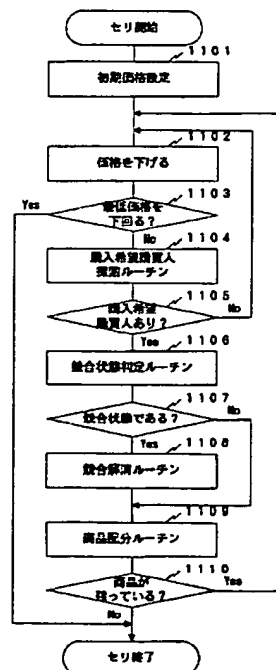 セリ開始
1101
初期価格設定
1102
価格を下げる
1103
Yes
最低価格を
下回る?
No
1104
購入希望購買人
探索ルーチン
1105
購入希望
購買人あり?
No
Yes
1106
競合状態判定ルーチン
1107
競合状態である?
No
Yes
1108
競合解消ルーチン
1109
商品配分ルーチン
1110
商品が
残っている?
Yes
No
セリ終了